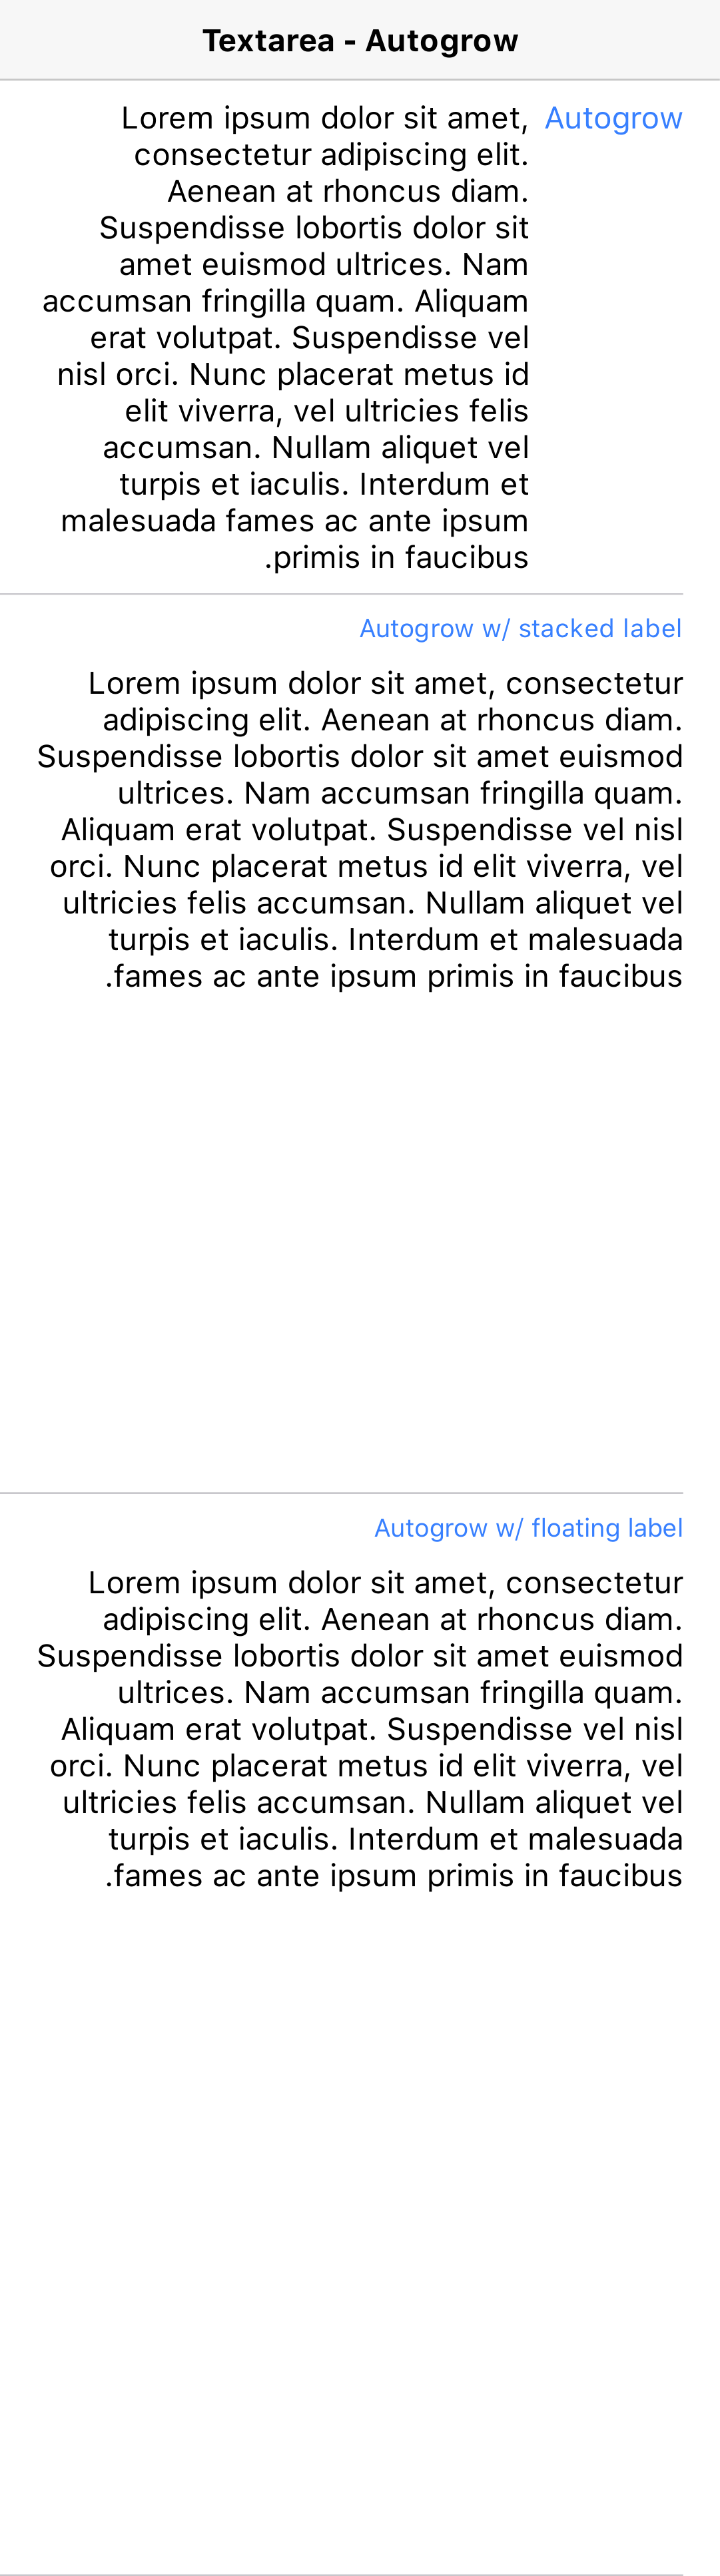 Textarea - Autogrow
Autogrow
Lorem ipsum dolor sit amet,
consectetur adipiscing elit.
Aenean at rhoncus diam.
Suspendisse lobortis dolor sit
amet euismod ultrices. Nam
accumsan fringilla quam. Aliquam
erat volutpat. Suspendisse vel
nisl orci. Nunc placerat metus id
elit viverra, vel ultricies felis
accumsan. Nullam aliquet vel
turpis et iaculis. Interdum et
malesuada fames ac ante ipsum
.primis in faucibus
Autogrow w/ stacked label
Lorem ipsum dolor sit amet, consectetur
adipiscing elit. Aenean at rhoncus diam.
Suspendisse lobortis dolor sit amet euismod
ultrices. Nam accumsan fringilla quam.
Aliquam erat volutpat. Suspendisse vel nisl
orci. Nunc placerat metus id elit viverra, vel
ultricies felis accumsan. Nullam aliquet vel
turpis et iaculis. Interdum et malesuada
.fames ac ante ipsum primis in faucibus
Autogrow w/ floating label
Lorem ipsum dolor sit amet, consectetur
adipiscing elit. Aenean at rhoncus diam.
Suspendisse lobortis dolor sit amet euismod
ultrices. Nam accumsan fringilla quam.
Aliquam erat volutpat. Suspendisse vel nisl
orci. Nunc placerat metus id elit viverra, vel
ultricies felis accumsan. Nullam aliquet vel
turpis et iaculis. Interdum et malesuada
.fames ac ante ipsum primis in faucibus